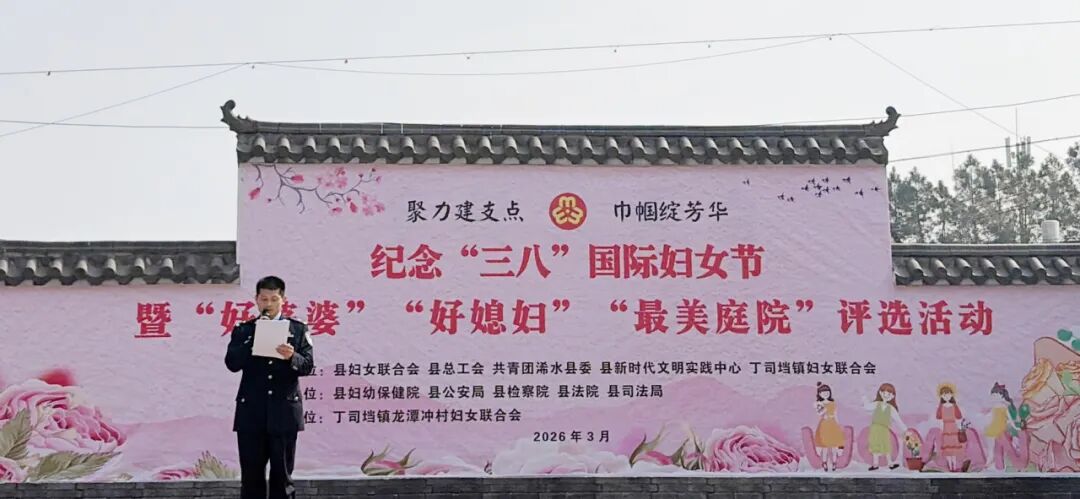 聚力建支点 巾帼绽芳华
纪念“三八”国际妇女节
暨“好婆婆”“好媳妇”“最美庭院”评选活动
位：县妇女联合会 县总工会 共青团浠水县委 县新时代文明实践中心 丁司垱镇妇女联合会
位：县妇幼保健院 县公安局 县检察院 县法院 县司法局
位：丁司垱镇龙潭冲村妇女联合会
2026年3月
WOMAN